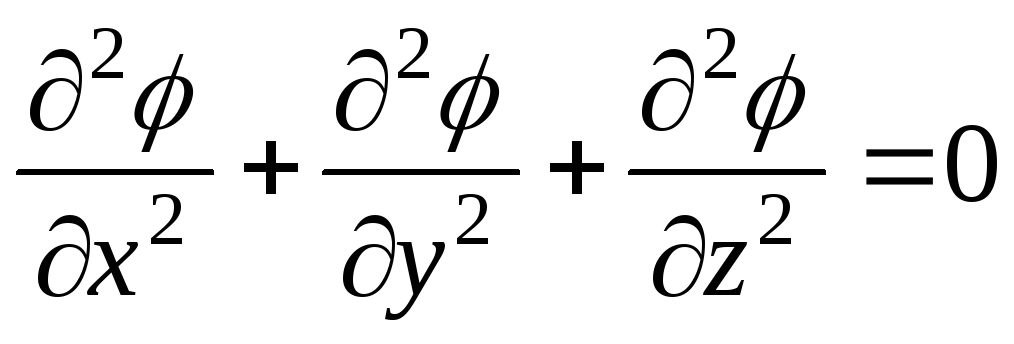 ∂²ϕ/∂x² + ∂²ϕ/∂y² + ∂²ϕ/∂z² = 0